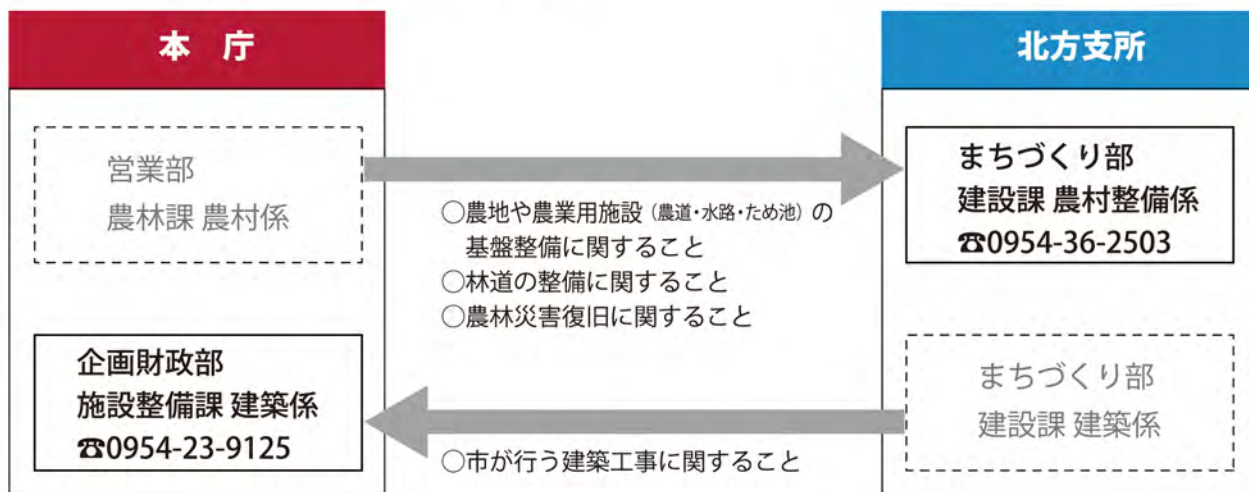 本 庁
営業部
農林課 農村係
企画財政部
施設整備課 建築係
☎0954-23-9125
○農地や農業用施設（農道・水路・ため池）の
基盤整備に関すること
○林道の整備に関すること
○農林災害復旧に関すること
○市が行う建築工事に関すること
北方支所
まちづくり部
建設課 農村整備係
☎0954-36-2503
まちづくり部
建設課 建築係